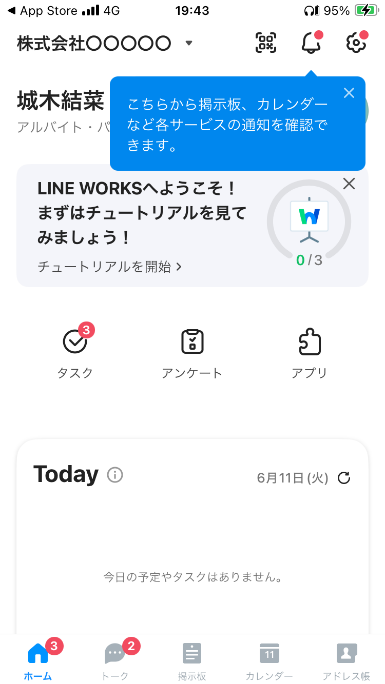 App Store 4G 19:43 95%
株式会社〇〇〇〇〇
城木結菜
アルバイト・パ
こちらから掲示板、カレンダー
など各サービスの通知を確認で
きます。
LINE WORKSへようこそ！
まずはチュートリアルを見て
みましょう！
チュートリアルを開始
0/3
3
タスク
アンケート
アプリ
Today
6月11日(火)
今日の予定やタスクはありません。
3
2
11
ホーム
トーク
掲示板
カレンダー
アドレス帳